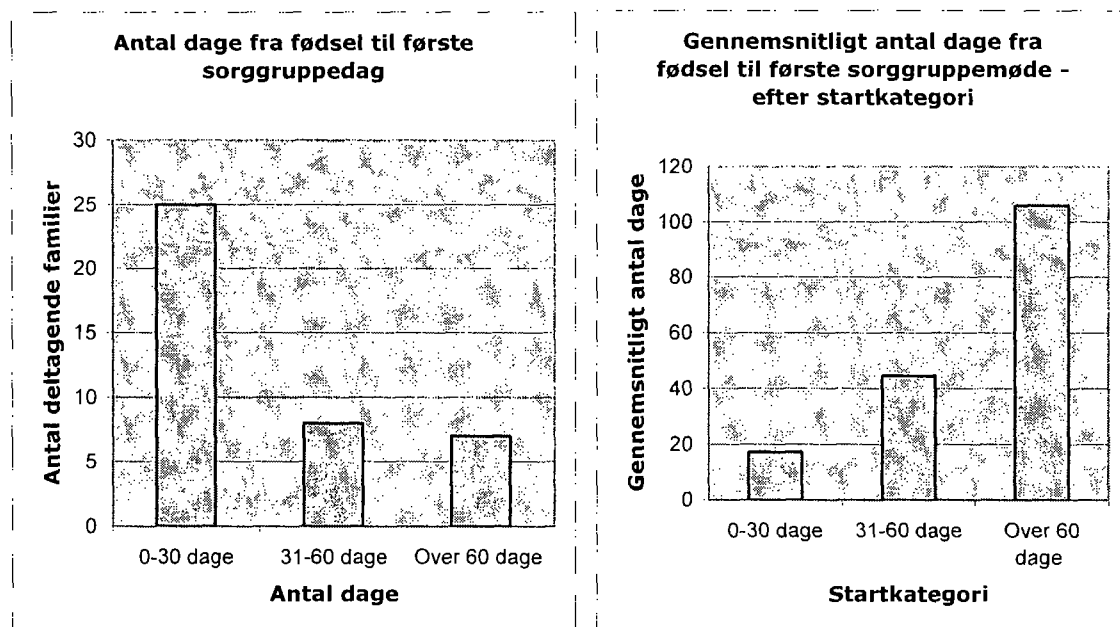 Antal dage fra fødsel til første
sorggruppedag
Antal deltagende familier
30
25
20
15
10
5
0
0-30 dage
31-60 dage
Over 60 dage
Antal dage
Gennemsnitligt antal dage fra
fødsel til første sorggruppemøde -
efter startkategori
Gennemsnitligt antal dage
120
100
80
60
40
20
0
0-30 dage
31-60 dage
Over 60
dage
Startkategori